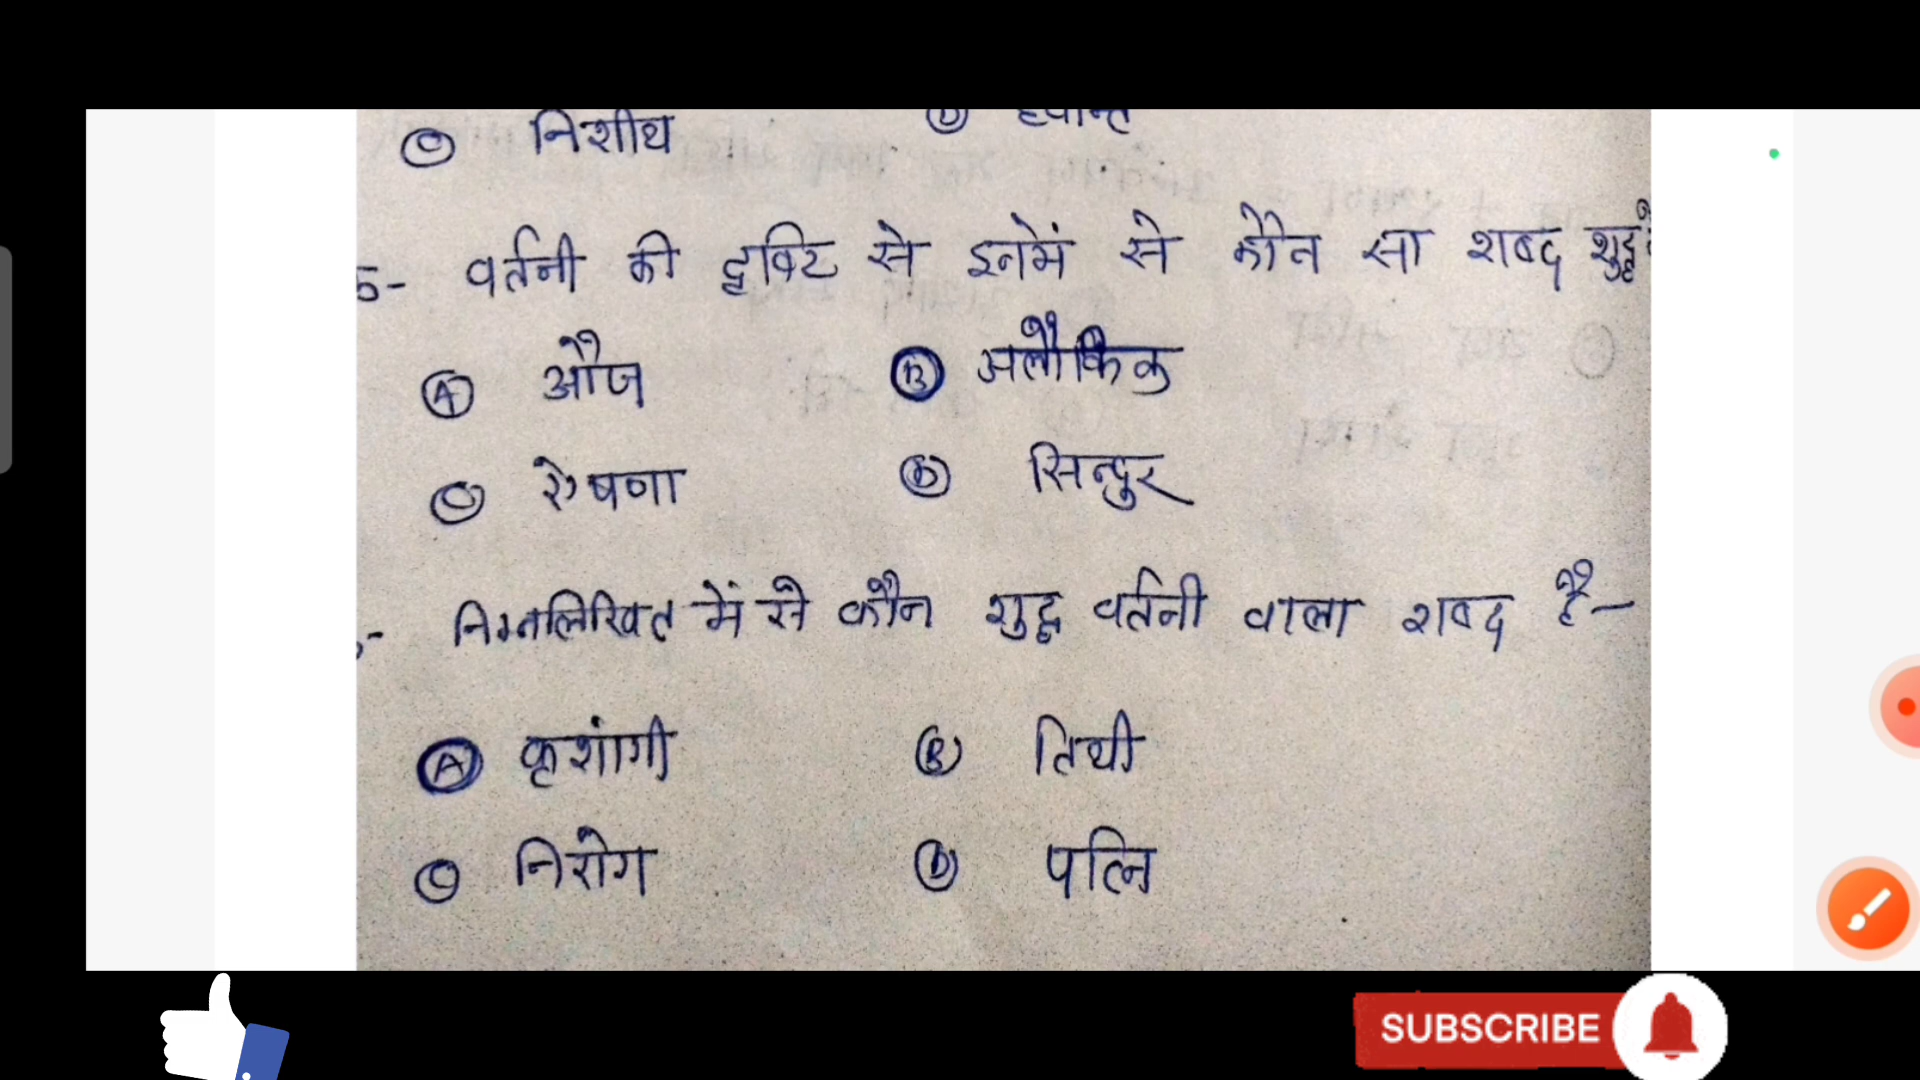 C निशीथ
5- वर्तनी की दृष्टि से इनमें से कौन सा शब्द शुद्ध है
A औज B अलौकिक
C ऐषणा D सिन्दुर
निम्नलिखित में से कौन शुद्ध वर्तनी वाला शब्द है-
A कृशांगी B तिथी
C निरोग D पत्नि
SUBSCRIBE